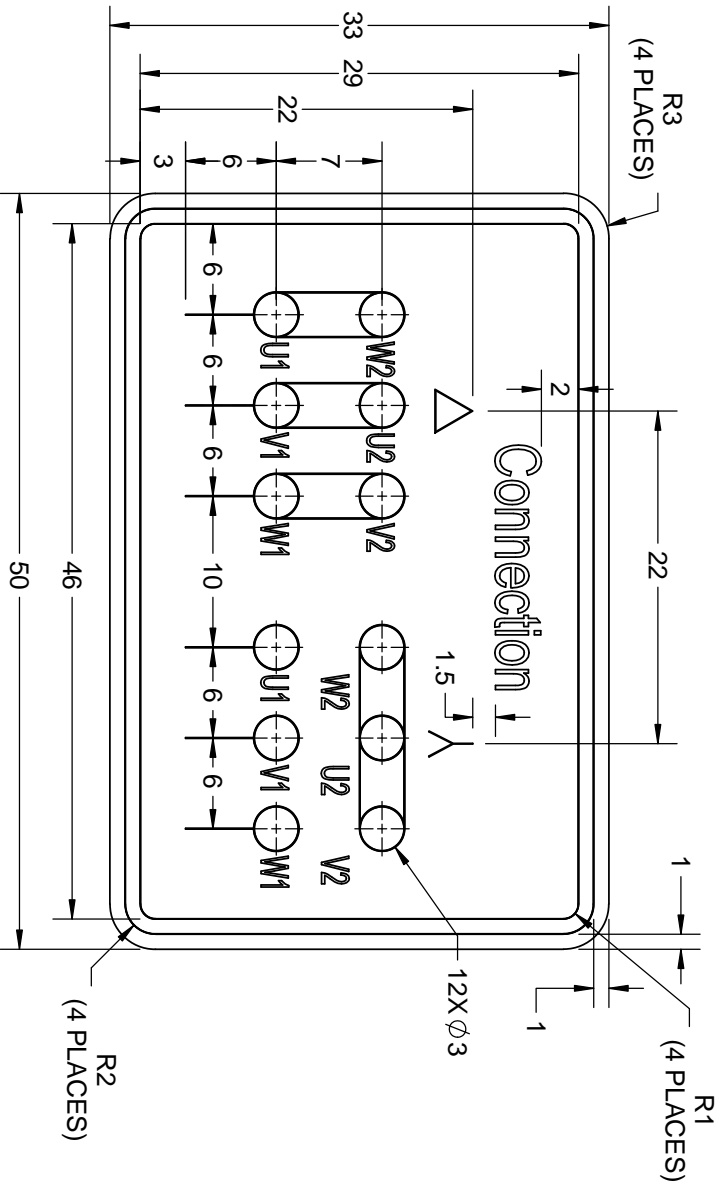 R3
(4 PLACES)
R1
(4 PLACES)
1
22
2
1
Connection
1.5
12X Ø3
33
29
22
7
6
3
W2 U2 V2
W2 U2 V2
U1 V1 W1 U1 V1 W1
6 6 6 10 6 6
R2
(4 PLACES)
46
50